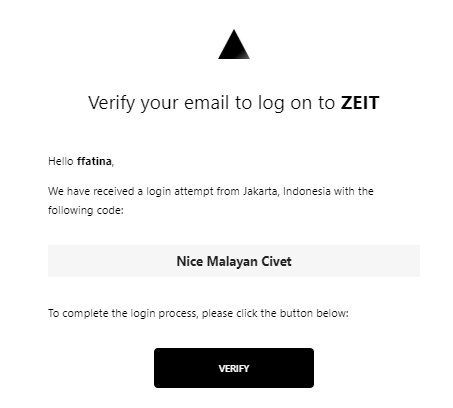 Verify your email to log on to ZEIT
Hello ffatina,
We have received a login attempt from Jakarta, Indonesia with the
following code:
Nice Malayan Civet
To complete the login process, please click the button below:
VERIFY